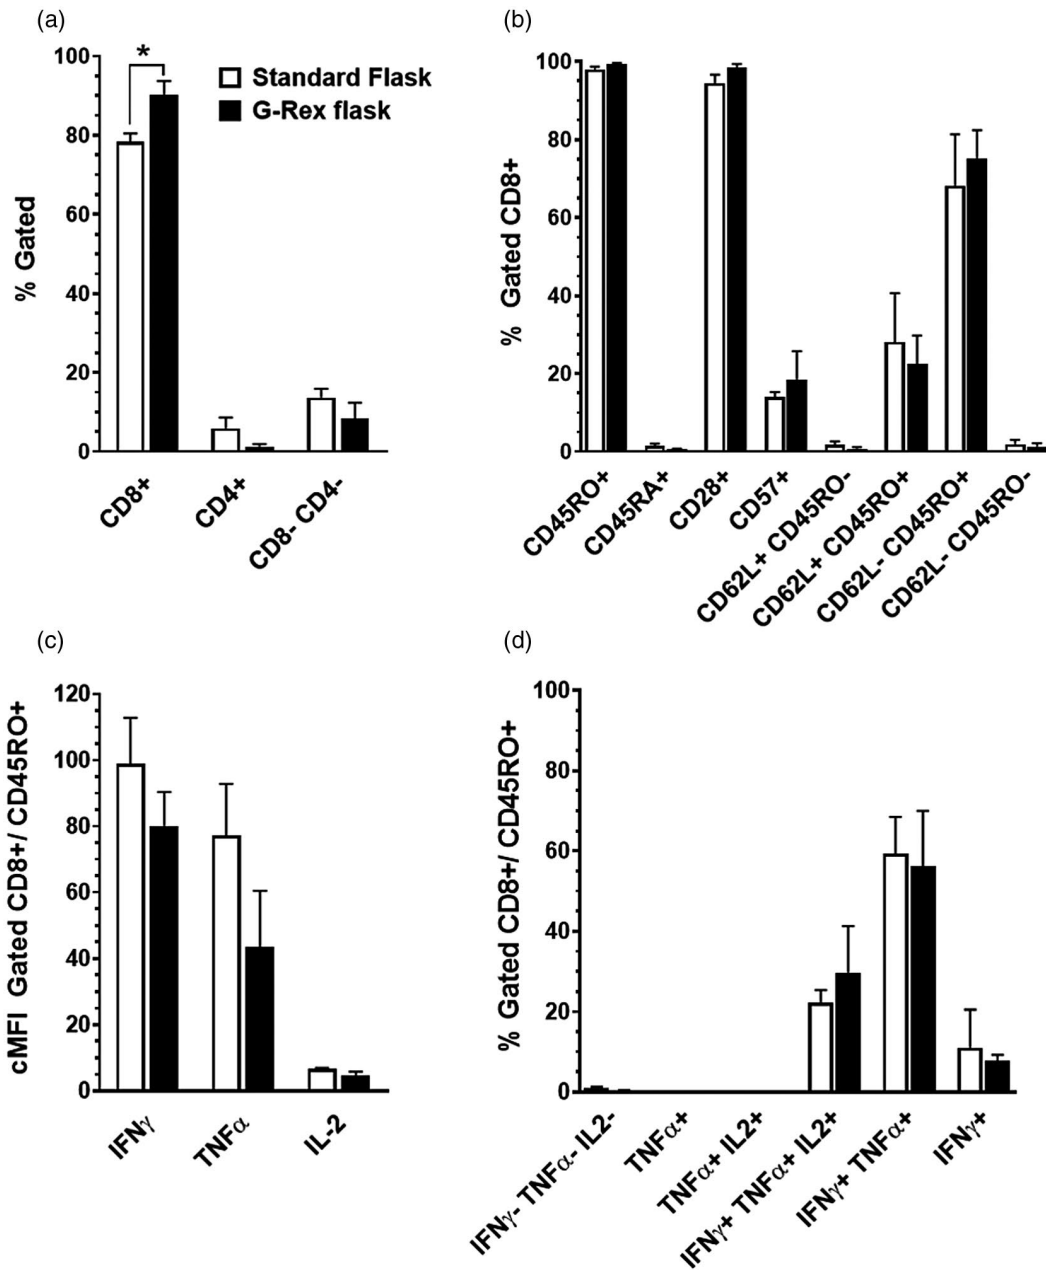 (a)
% Gated
100
80
60
40
20
0
*
Standard Flask
G-Rex flask
CD8+
CD4+
CD8- CD4-
(b)
% Gated CD8+
100
80
60
40
20
0
CD45RO+
CD45RA+
CD28+
CD57+
CD62L+ CD45RO-
CD62L+ CD45RO+
CD62L- CD45RO+
CD62L- CD45RO-
(c)
cMFI Gated CD8+/ CD45RO+
120
100
80
60
40
20
0
IFNγ
TNFα
IL-2
(d)
% Gated CD8+/ CD45RO+
100
80
60
40
20
0
IFNγ- TNFα- IL2-
TNFα+
TNFα+ IL2+
IFNγ+ TNFα+ IL2+
IFNγ+ TNFα+
IFNγ+